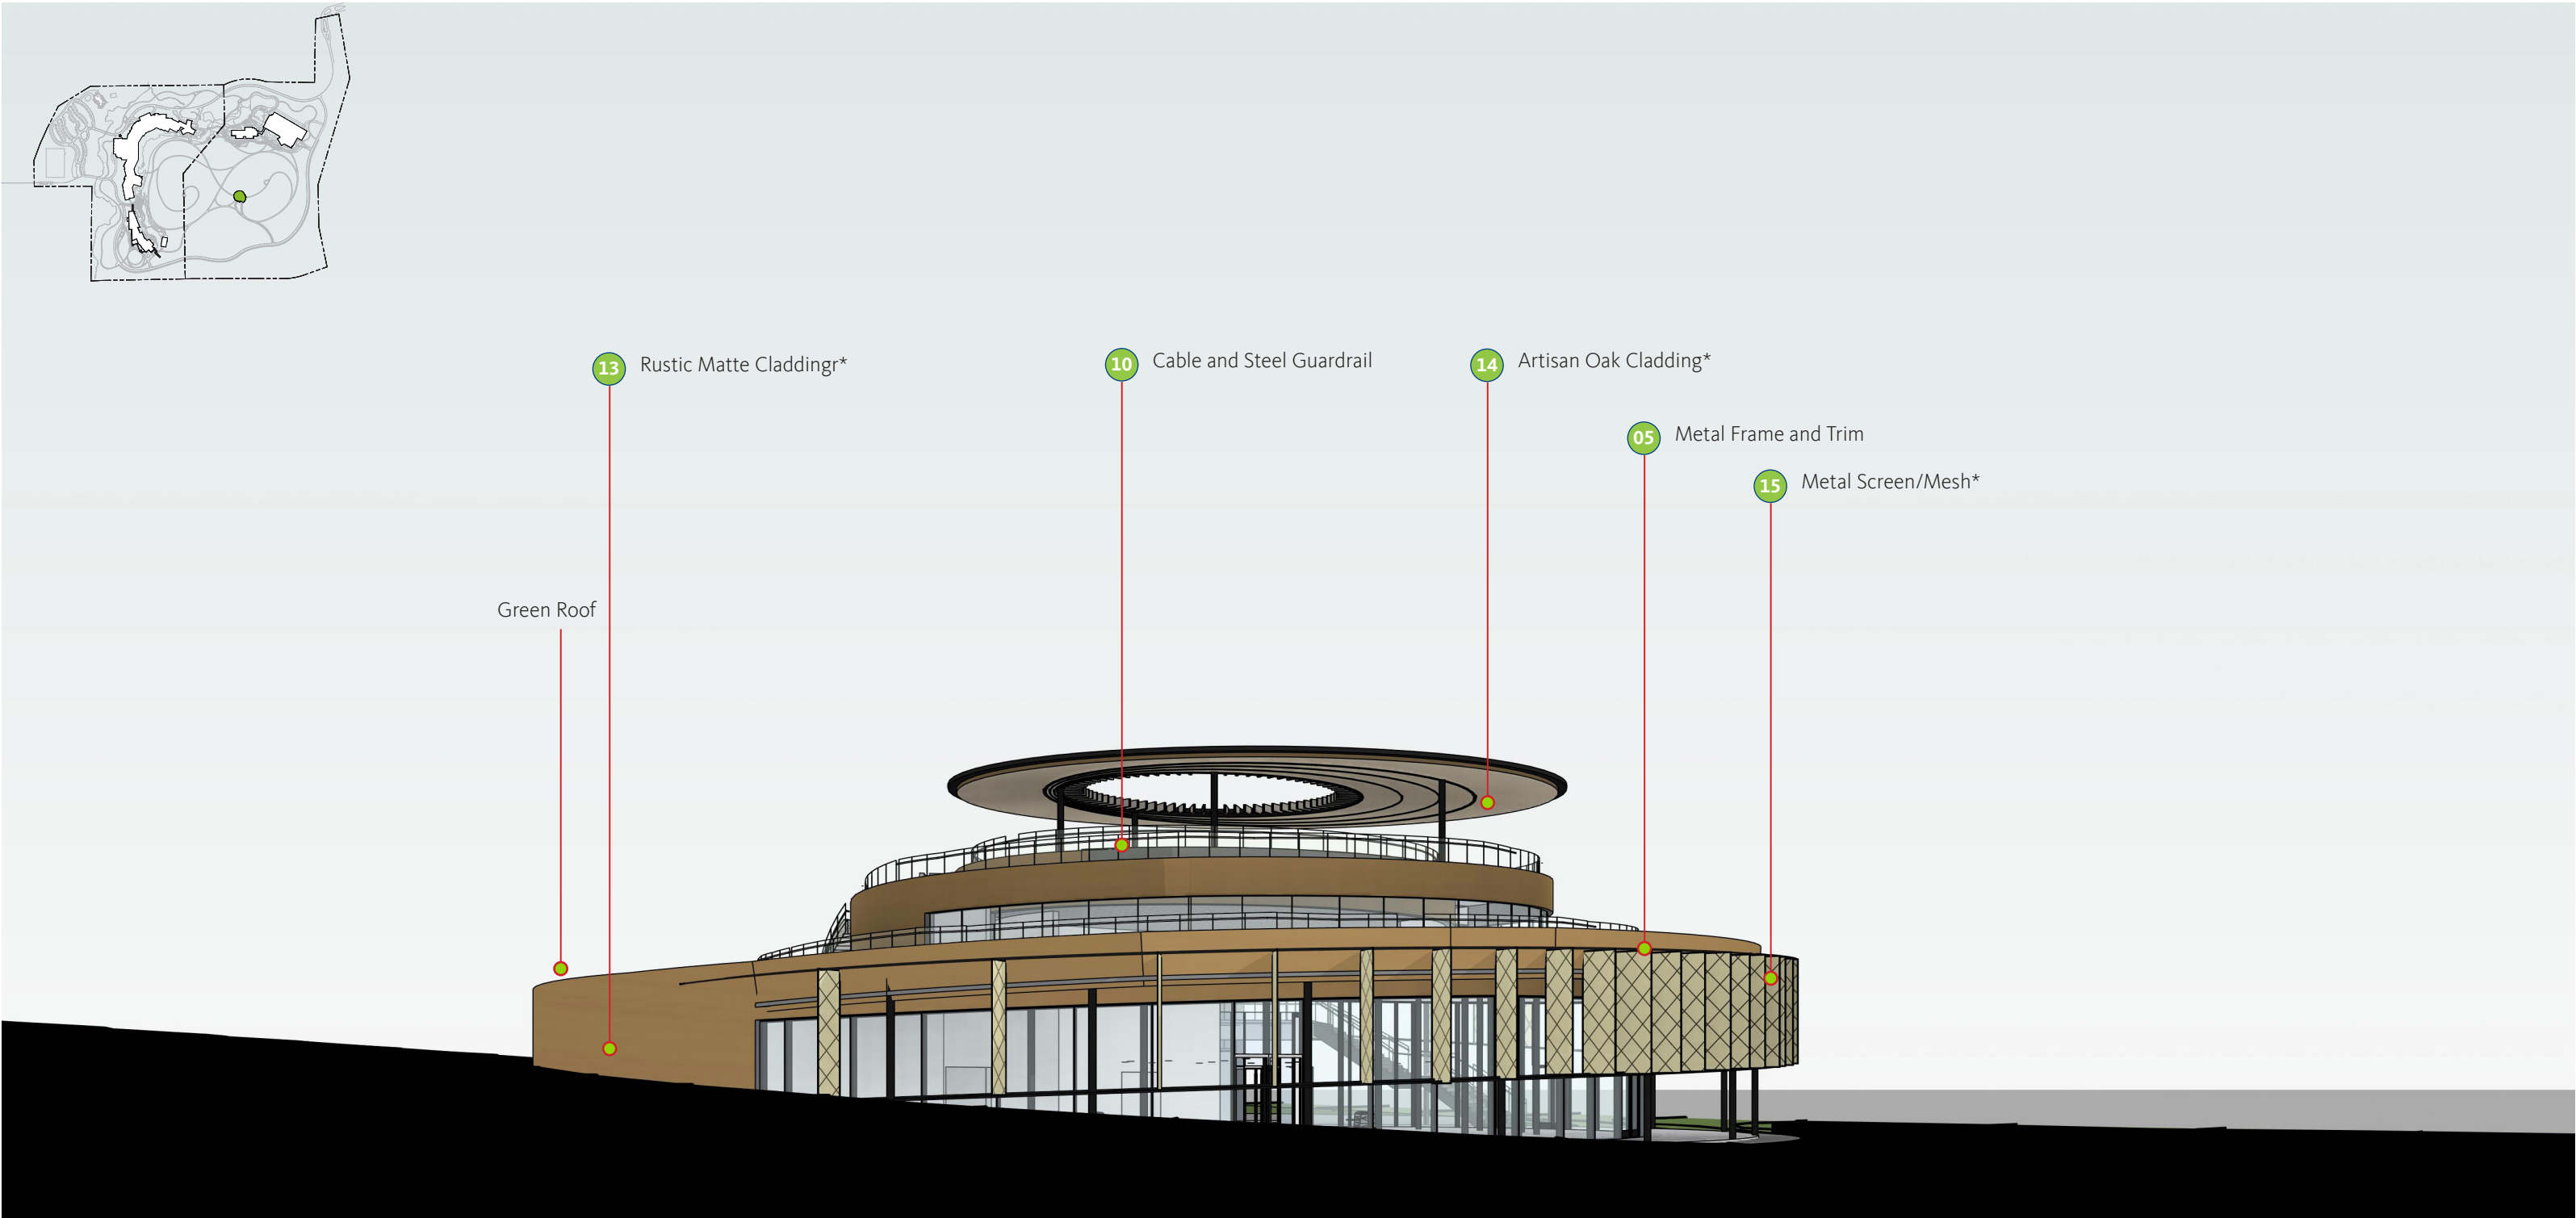 13 Rustic Matte Claddingr*
10 Cable and Steel Guardrail
14 Artisan Oak Cladding*
05 Metal Frame and Trim
15 Metal Screen/Mesh*
Green Roof